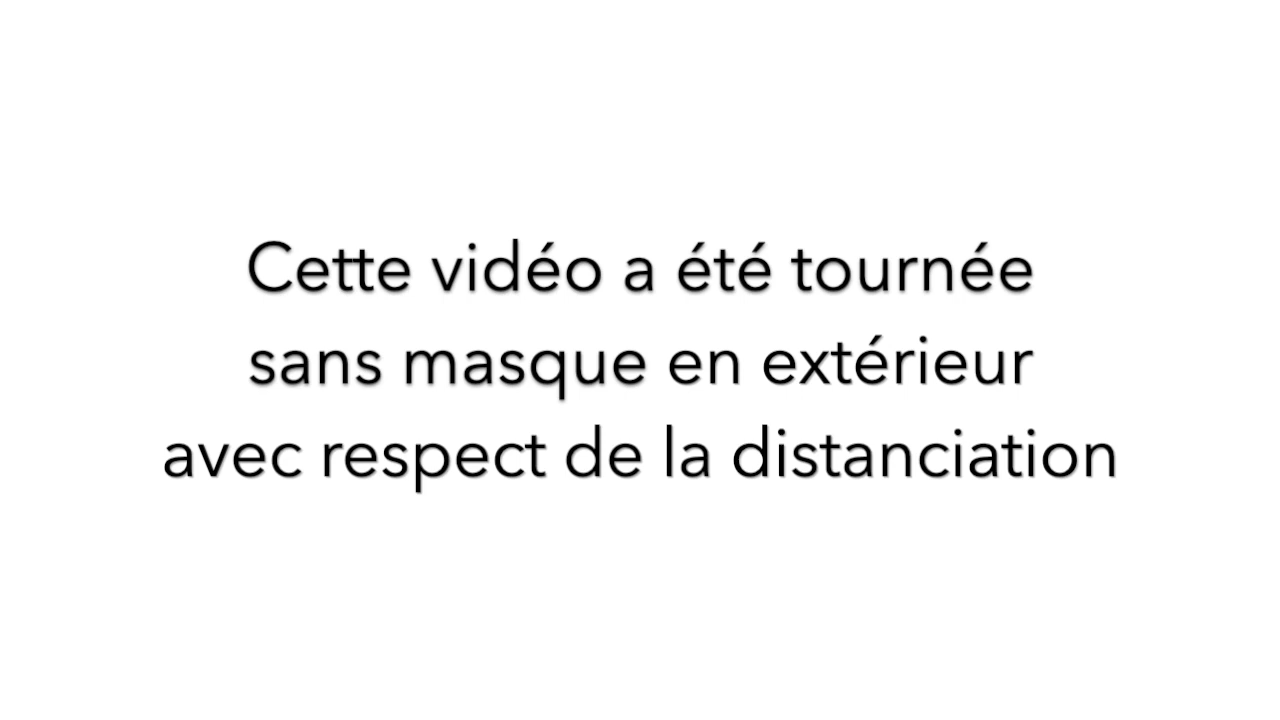 Cette vidéo a été tournée
sans masque en extérieur
avec respect de la distanciation